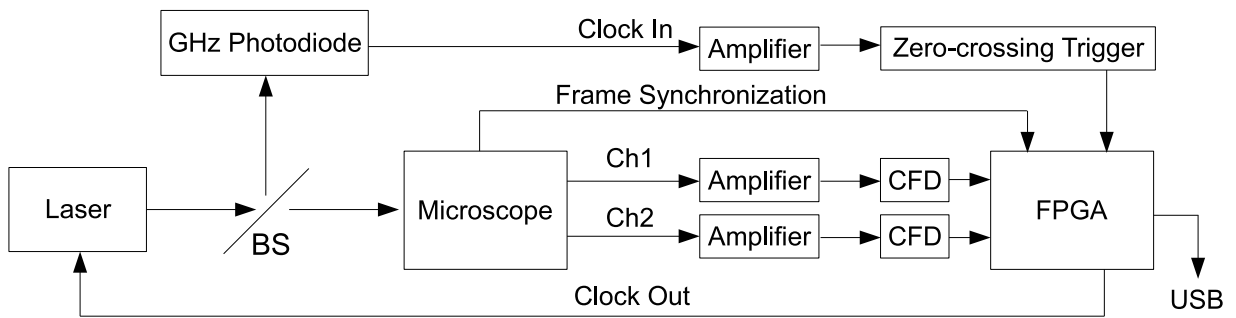 GHz Photodiode
Clock In
Amplifier
Zero-crossing Trigger
Frame Synchronization
Laser
BS
Microscope
Ch1
Amplifier
CFD
Ch2
Amplifier
CFD
FPGA
USB
Clock Out